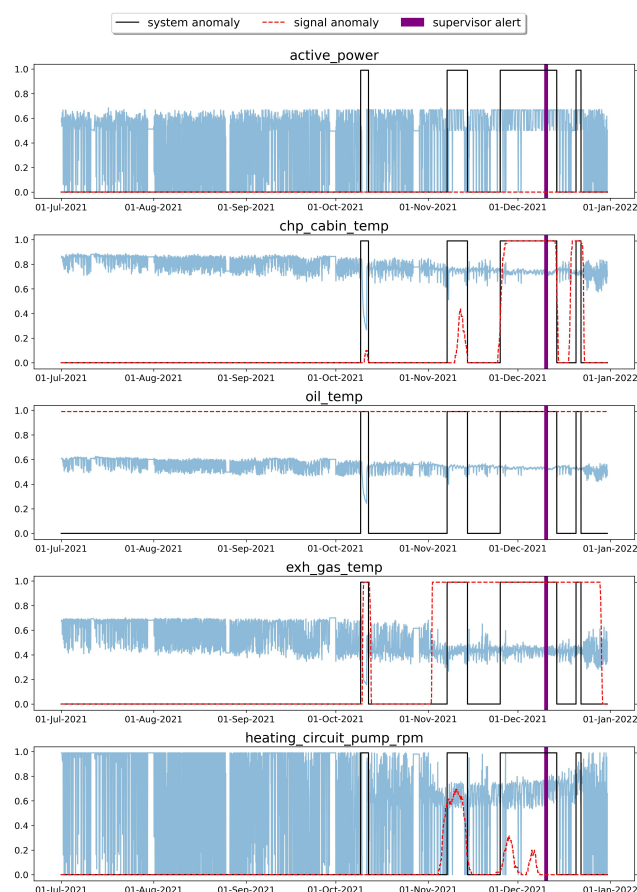 system anomaly signal anomaly supervisor alert
active_power
1.0
0.8
0.6
0.4
0.2
0.0
01-Jul-2021 01-Aug-2021 01-Sep-2021 01-Oct-2021 01-Nov-2021 01-Dec-2021 01-Jan-2022
chp_cabin_temp
1.0
0.8
0.6
0.4
0.2
0.0
01-Jul-2021 01-Aug-2021 01-Sep-2021 01-Oct-2021 01-Nov-2021 01-Dec-2021 01-Jan-2022
oil_temp
1.0
0.8
0.6
0.4
0.2
0.0
01-Jul-2021 01-Aug-2021 01-Sep-2021 01-Oct-2021 01-Nov-2021 01-Dec-2021 01-Jan-2022
exh_gas_temp
1.0
0.8
0.6
0.4
0.2
0.0
01-Jul-2021 01-Aug-2021 01-Sep-2021 01-Oct-2021 01-Nov-2021 01-Dec-2021 01-Jan-2022
heating_circuit_pump_rpm
1.0
0.8
0.6
0.4
0.2
0.0
01-Jul-2021 01-Aug-2021 01-Sep-2021 01-Oct-2021 01-Nov-2021 01-Dec-2021 01-Jan-2022